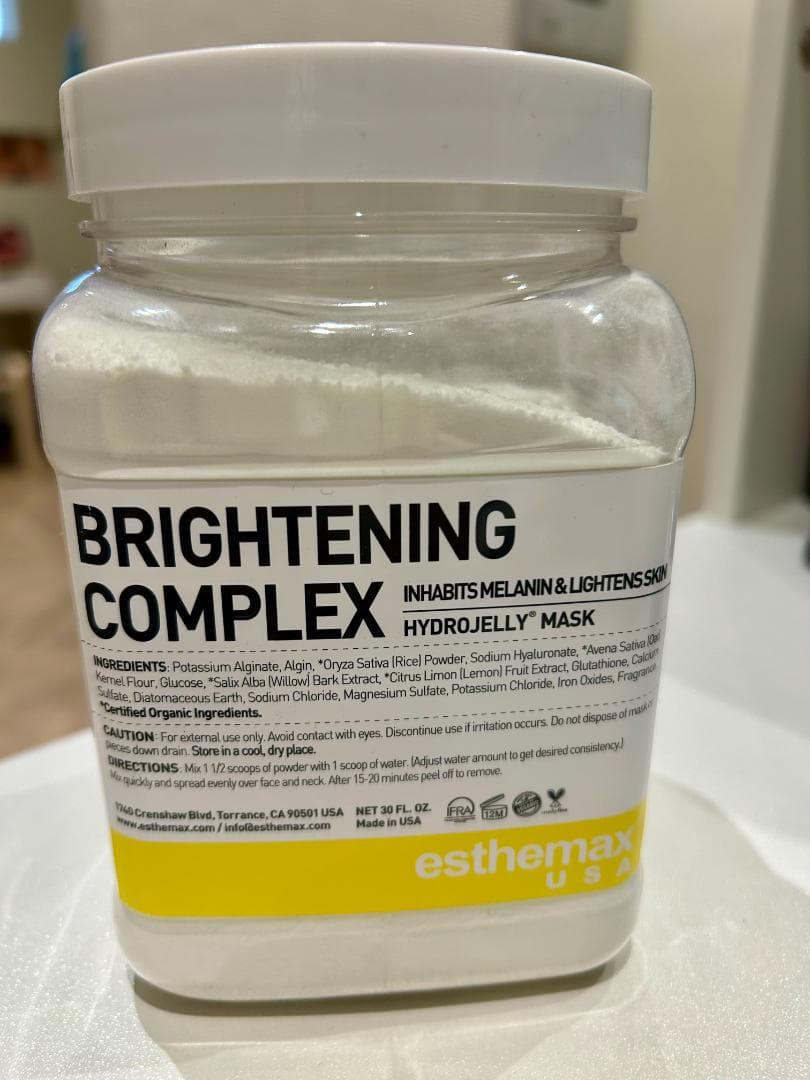 BRIGHTENING
COMPLEX
INHABITS MELANIN & LIGHTENS SKIN
HYDROJELLY® MASK
INGREDIENTS: Potassium Alginate, Algin, *Oryza Sativa (Rice) Powder, Sodium Hyaluronate, *Avena Sativa (Oat)
Kernel Flour, Glucose, *Salix Alba (Willow) Bark Extract, *Citrus Limon (Lemon) Fruit Extract, Glutathione, Calcium
Sulfate, Diatomaceous Earth, Sodium Chloride, Magnesium Sulfate, Potassium Chloride, Iron Oxides, Fragrance
*Certified Organic Ingredients.
CAUTION: For external use only. Avoid contact with eyes. Discontinue use if irritation occurs. Do not dispose of mask or
pieces down drain. Store in a cool, dry place.
DIRECTIONS: Mix 1 1/2 scoops of powder with 1 scoop of water. (Adjust water amount to get desired consistency.)
Mix quickly and spread evenly over face and neck. After 15-20 minutes peel off to remove.
1740 Crenshaw Blvd, Torrance, CA 90501 USA
www.esthemax.com / info@esthemax.com
NET 30 FL. OZ.
Made in USA
IFRA
12M
esthemax
USA